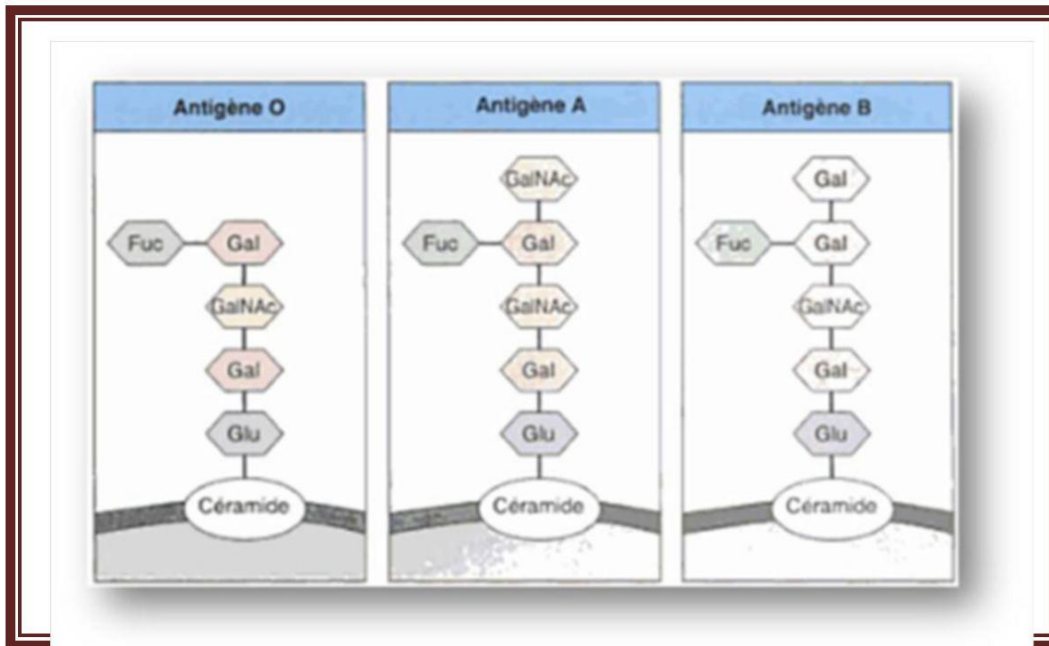 Antigène O
Fuc
Gal
GalNAc
Gal
Glu
Céramide
Antigène A
GalNAc
Fuc
Gal
GalNAc
Gal
Glu
Céramide
Antigène B
Gal
Fuc
Gal
GalNAc
Gal
Glu
Céramide